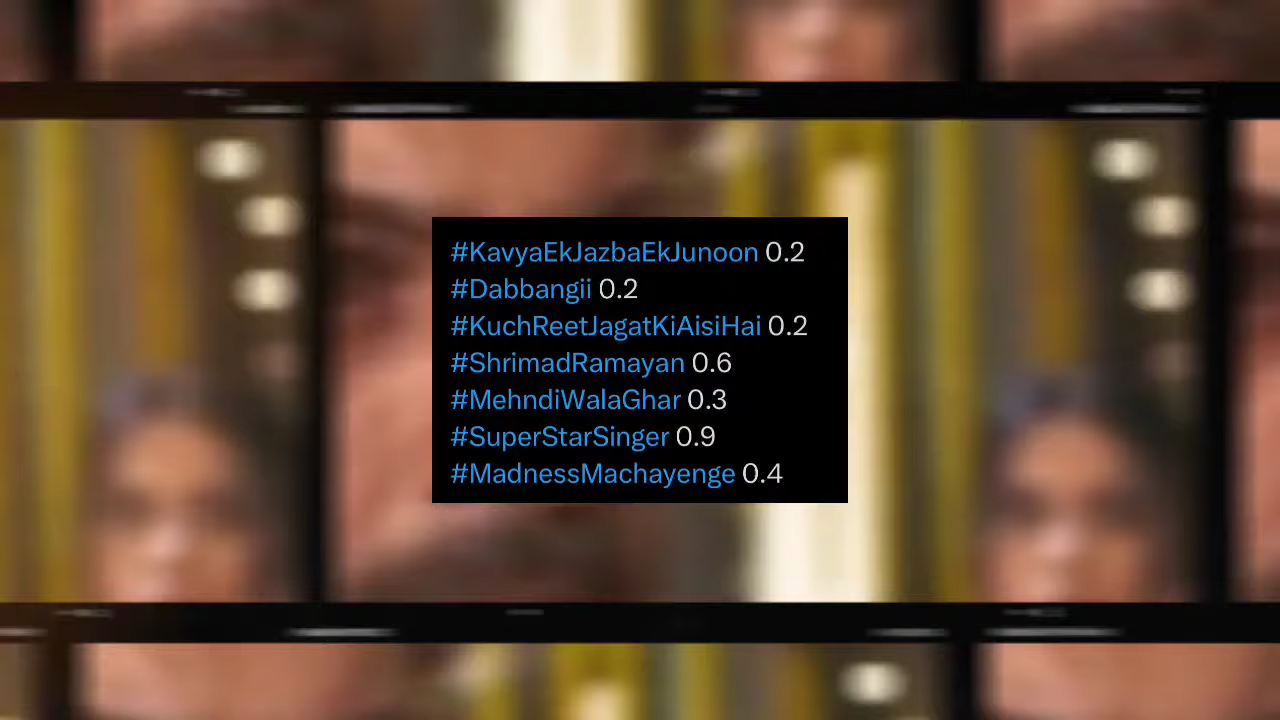 #KavyaEkJazbaEkJunoon 0.2
#Dabbangii 0.2
#KuchReetJagatKiAisiHai 0.2
#ShrimadRamayan 0.6
#MehndiWalaGhar 0.3
#SuperStarSinger 0.9
#MadnessMachayenge 0.4